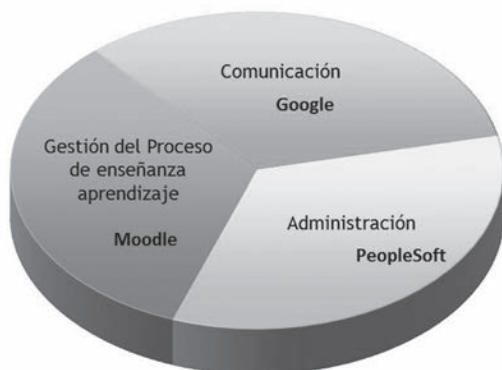 Comunicación
Google
Gestión del Proceso
de enseñanza
aprendizaje
Moodle
Administración
PeopleSoft